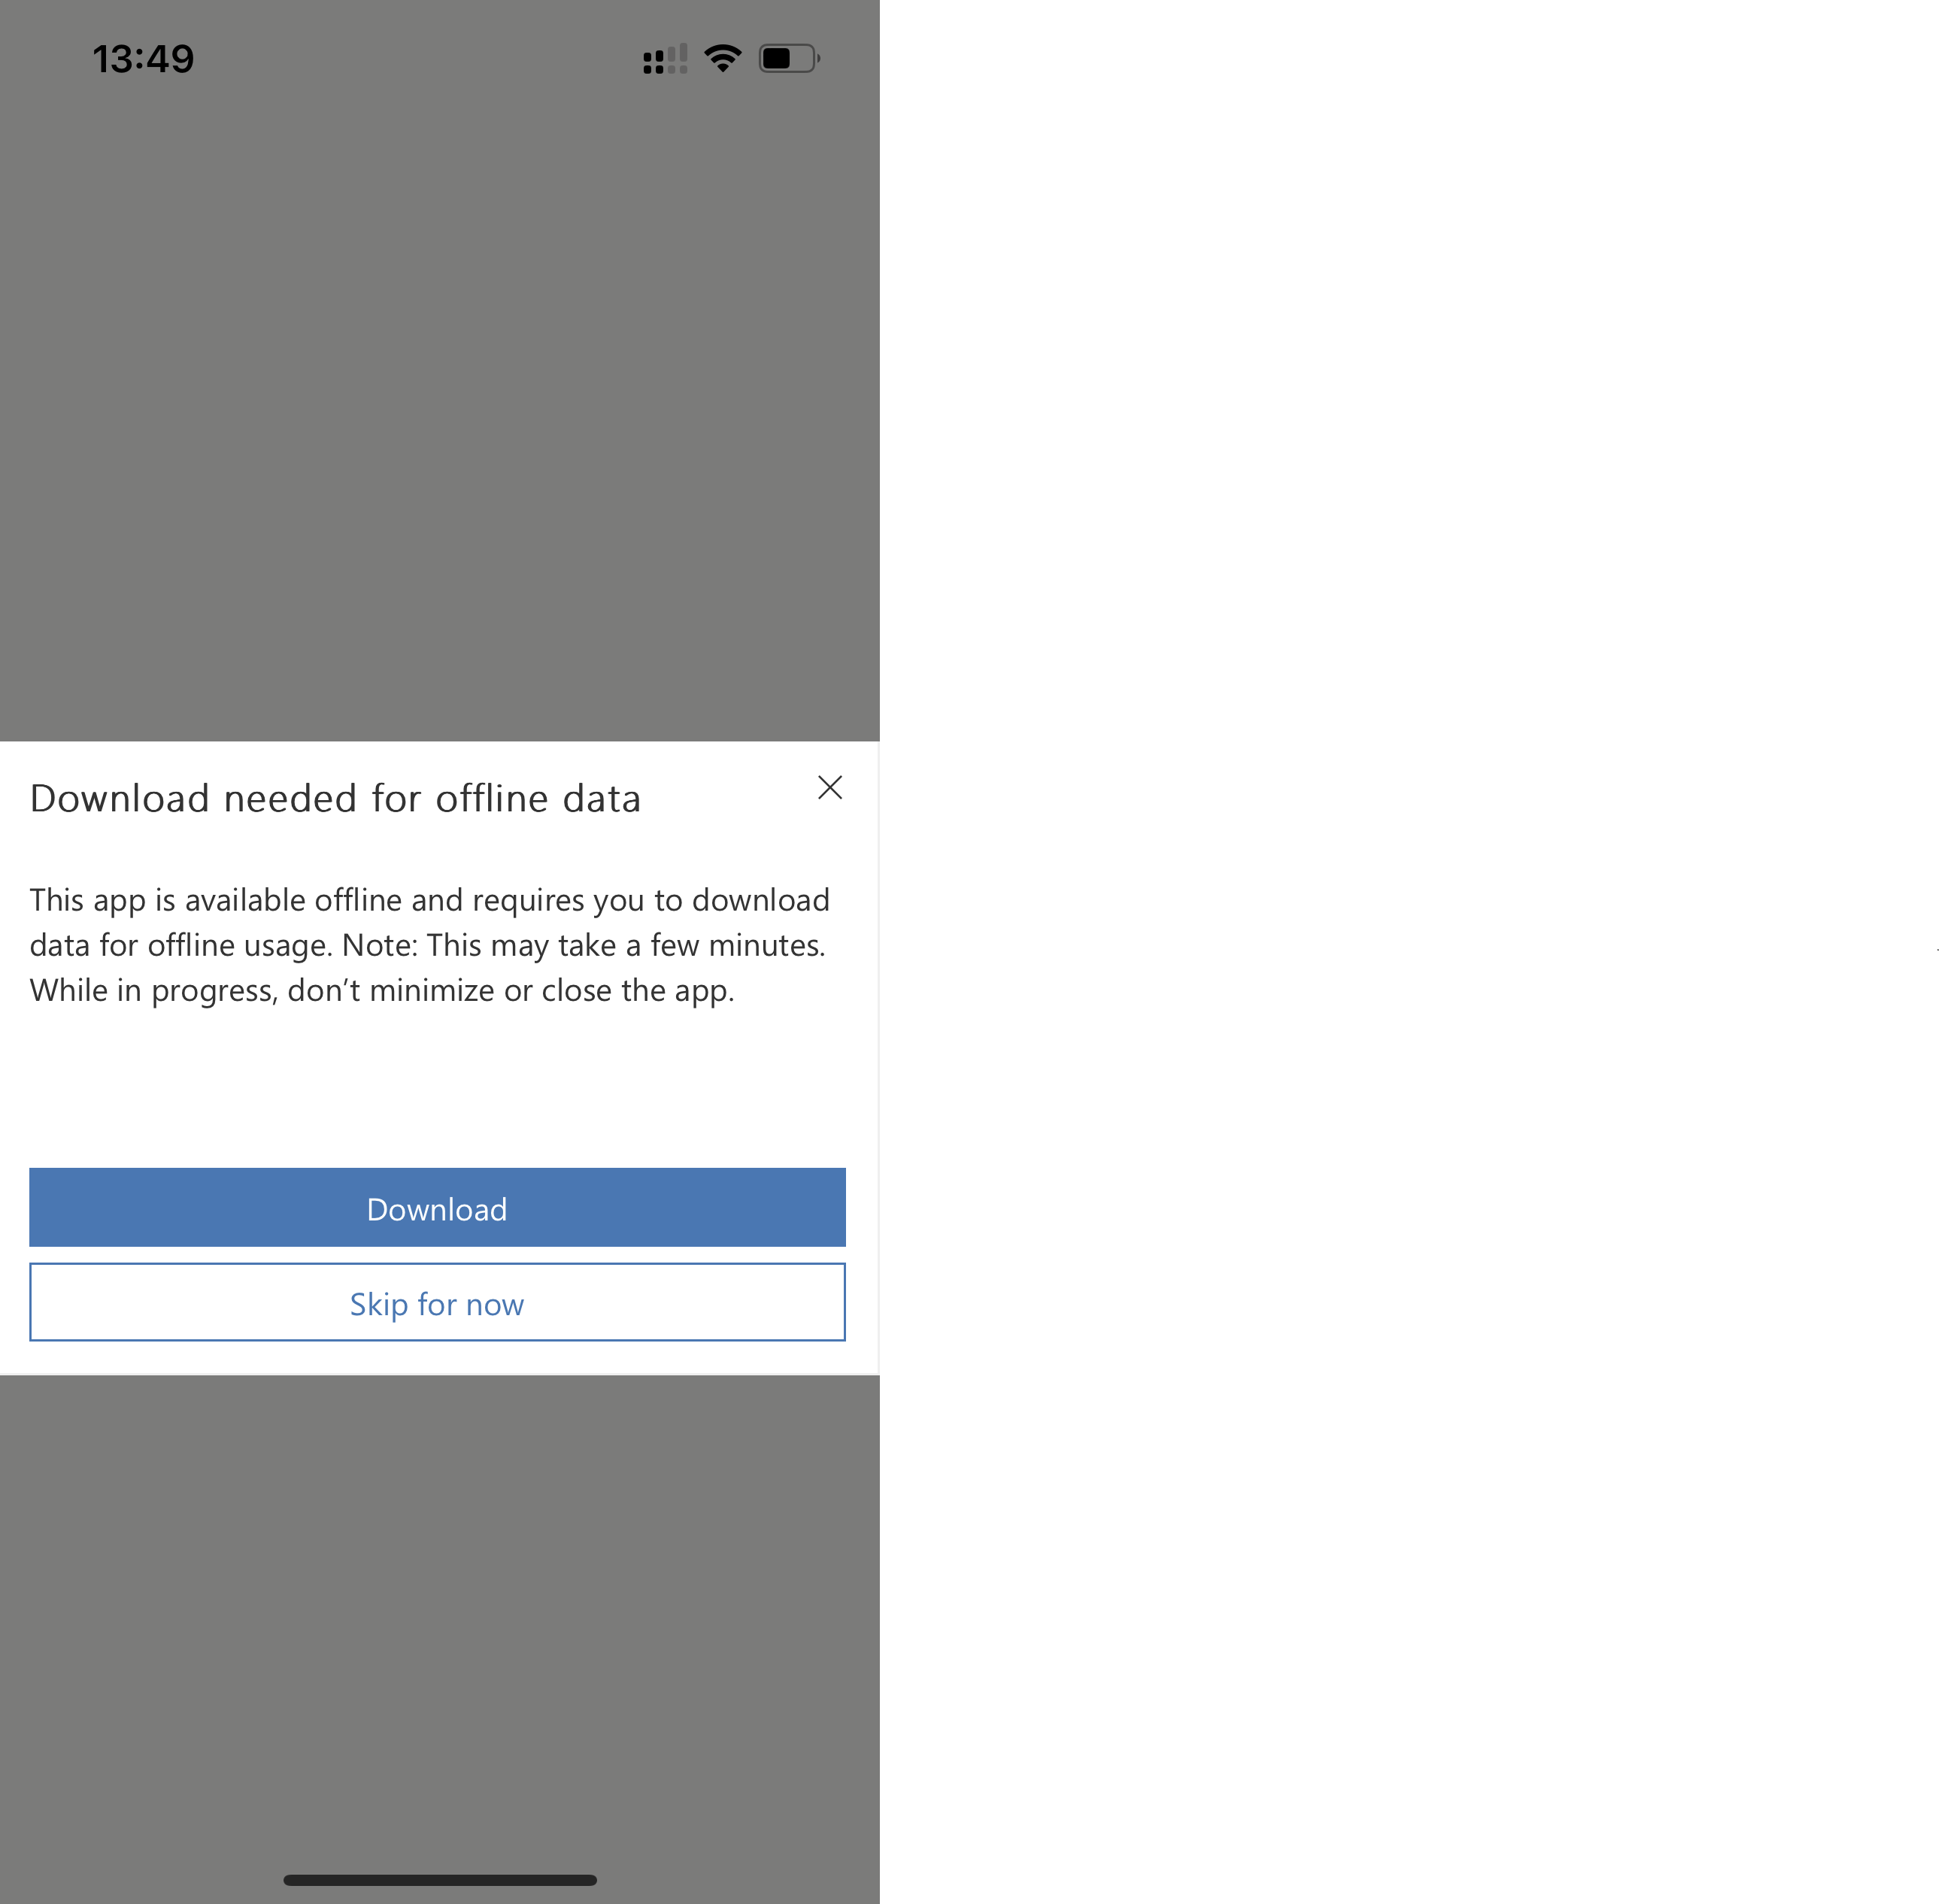 13:49
Download needed for offline data
This app is available offline and requires you to download
data for offline usage. Note: This may take a few minutes.
While in progress, don’t minimize or close the app.
Download
Skip for now